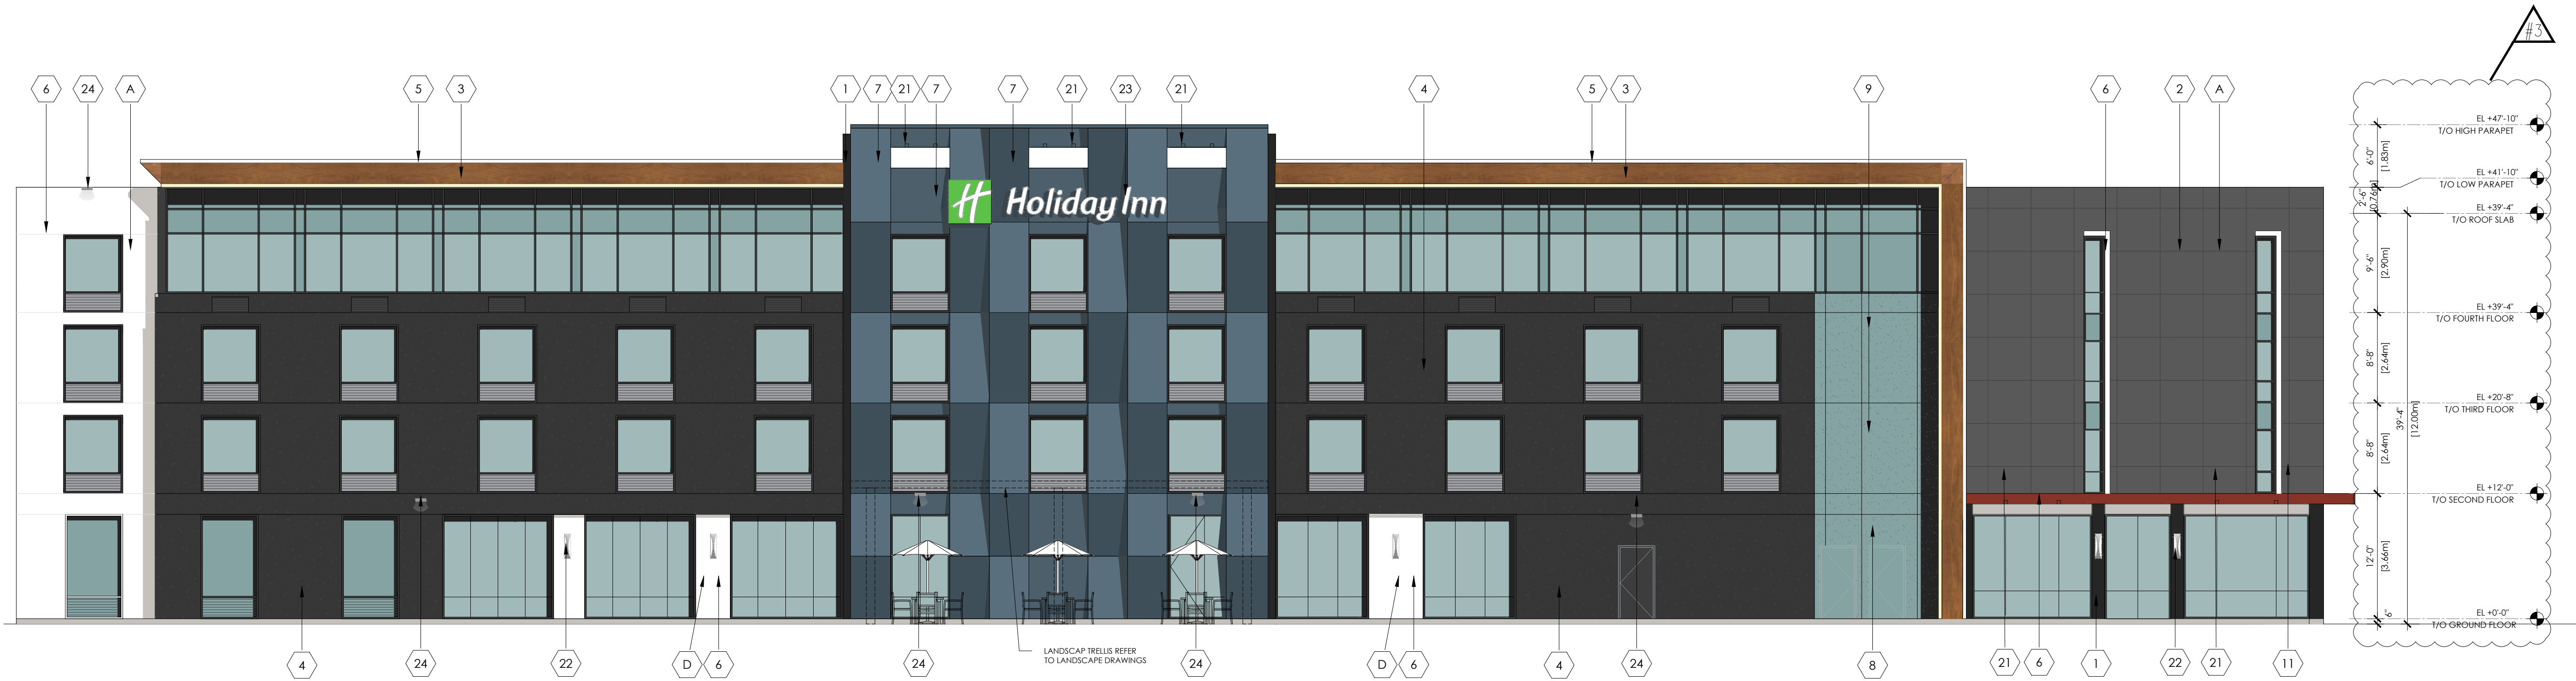 #3
6
24
A
5
3
1
7
21
7
7
21
23
21
4
5
3
9
6
2
A
Holiday Inn
EL +47'-10"
T/O HIGH PARAPET
6'-0"
[1.83m]
EL +41'-10"
T/O LOW PARAPET
2'-6"
[0.76m]
EL +39'-4"
T/O ROOF SLAB
9'-6"
[2.90m]
EL +39'-4"
T/O FOURTH FLOOR
8'-8"
[2.64m]
EL +20'-8"
T/O THIRD FLOOR
39'-4"
[12.00m]
8'-8"
[2.64m]
EL +12'-0"
T/O SECOND FLOOR
12'-0"
[3.66m]
6"
EL +0'-0"
T/O GROUND FLOOR
4
24
22
D
6
24
LANDSCAP TRELLIS REFER
TO LANDSCAPE DRAWINGS
24
D
6
4
24
8
21
6
1
22
21
11